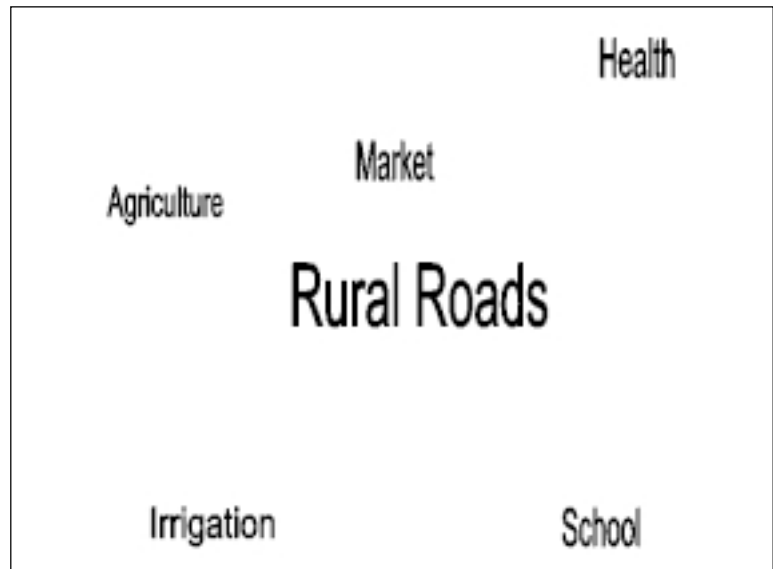 Health
Market
Agriculture
Rural Roads
Irrigation
School